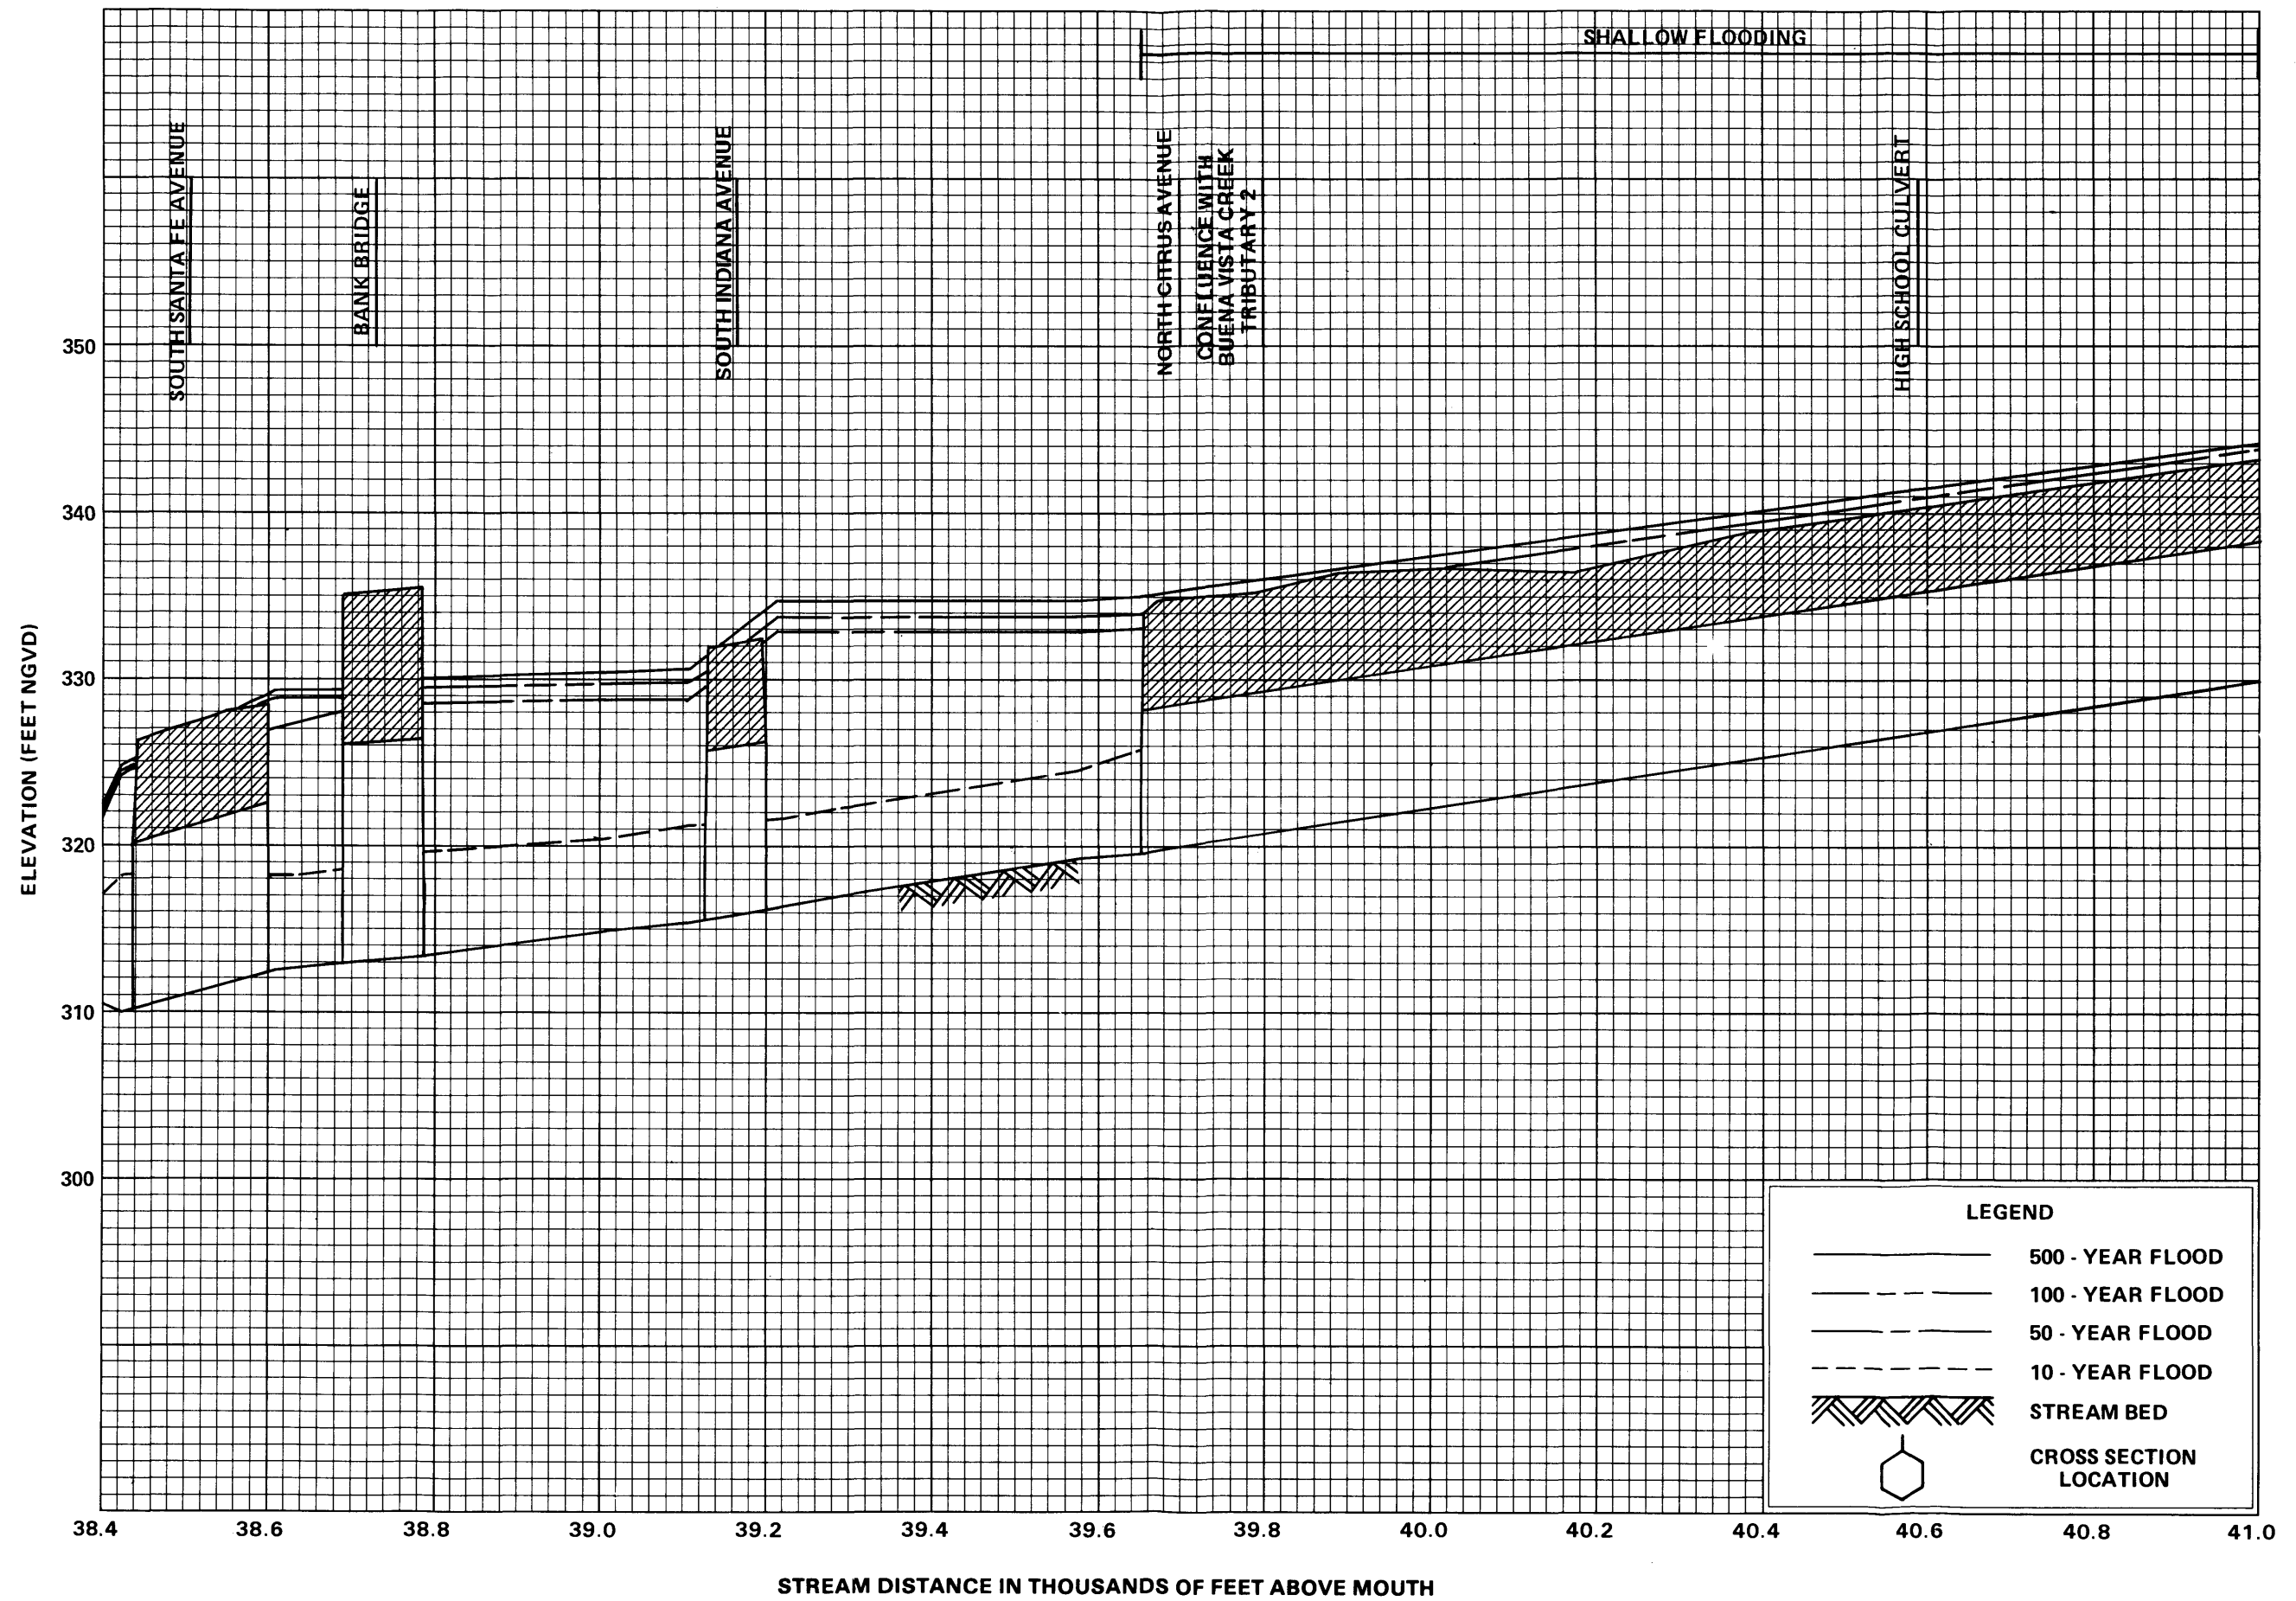 SHALLOW FLOODING
SOUTH SANTA FE AVENUE
BANK BRIDGE
SOUTH INDIANA AVENUE
NORTH CITRUS AVENUE
CONFLUENCE WITH
BUENA VISTA CREEK
TRIBUTARY 2
HIGH SCHOOL CULVERT
350
340
330
320
310
300
ELEVATION (FEET NGVD)
LEGEND
500 - YEAR FLOOD
100 - YEAR FLOOD
50 - YEAR FLOOD
10 - YEAR FLOOD
STREAM BED
CROSS SECTION
LOCATION
38.4 38.6 38.8 39.0 39.2 39.4 39.6 39.8 40.0 40.2 40.4 40.6 40.8 41.0
STREAM DISTANCE IN THOUSANDS OF FEET ABOVE MOUTH